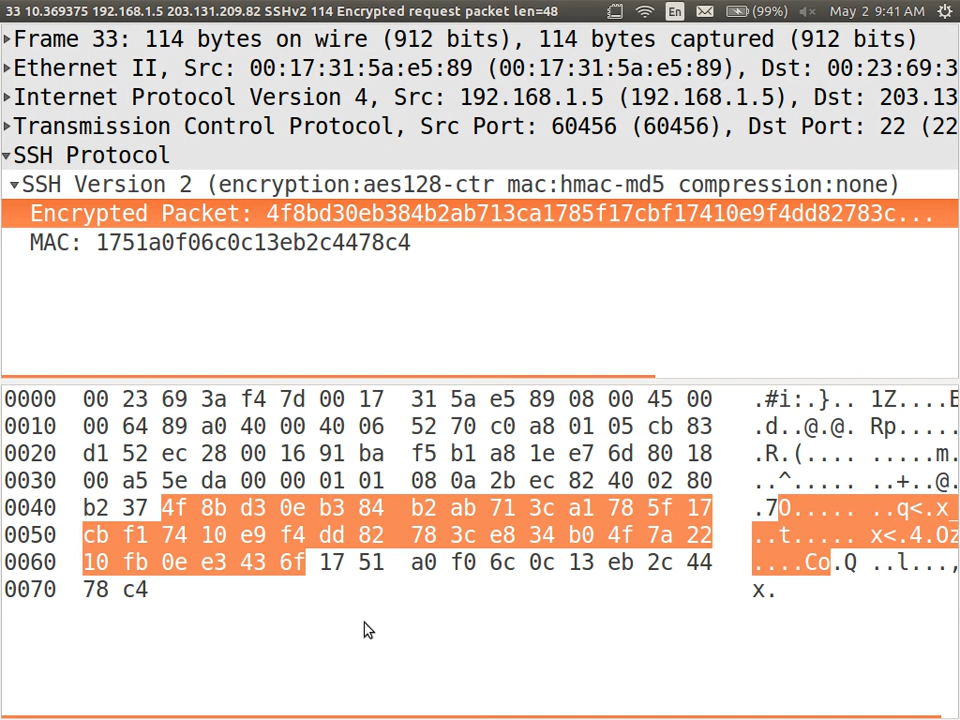 33 10.369375 192.168.1.5 203.131.209.82 SSHv2 114 Encrypted request packet len=48 En (99%) May 2 9:41 AM
Frame 33: 114 bytes on wire (912 bits), 114 bytes captured (912 bits)
Ethernet II, Src: 00:17:31:5a:e5:89 (00:17:31:5a:e5:89), Dst: 00:23:69:3
Internet Protocol Version 4, Src: 192.168.1.5 (192.168.1.5), Dst: 203.13
Transmission Control Protocol, Src Port: 60456 (60456), Dst Port: 22 (22
SSH Protocol
SSH Version 2 (encryption:aes128-ctr mac:hmac-md5 compression:none)
Encrypted Packet: 4f8bd30eb384b2ab713ca1785f17cbf17410e9f4dd82783c...
MAC: 1751a0f06c0c13eb2c4478c4
0000 00 23 69 3a f4 7d 00 17 31 5a e5 89 08 00 45 00 .#i:.}.. 1Z....E
0010 00 64 89 a0 40 00 40 06 52 70 c0 a8 01 05 cb 83 .d..@.@. Rp.....
0020 d1 52 ec 28 00 16 91 ba f5 b1 a8 1e e7 6d 80 18 .R.(.... .....m.
0030 00 a5 5e da 00 00 01 01 08 0a 2b ec 82 40 02 80 ..^..... ..+..@.
0040 b2 37 4f 8b d3 0e b3 84 b2 ab 71 3c a1 78 5f 17 .7O..... ..q<.x_
0050 cb f1 74 10 e9 f4 dd 82 78 3c e8 34 b0 4f 7a 22 ..t..... x<.4.Oz
0060 10 fb 0e e3 43 6f 17 51 a0 f0 6c 0c 13 eb 2c 44 ....Co.Q ..l...,
0070 78 c4 x.